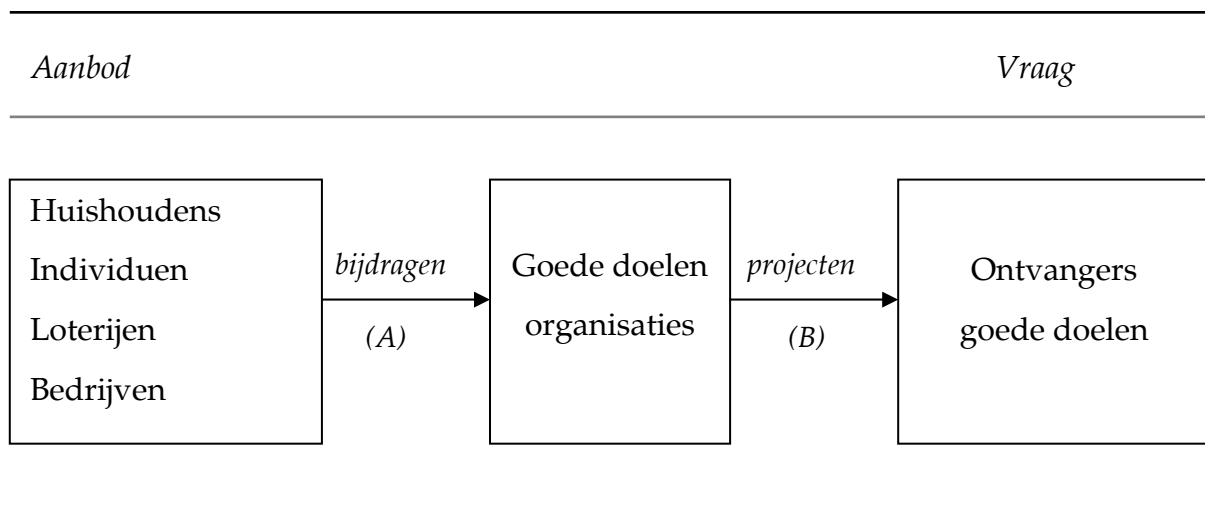 Aanbod
Vraag
Huishoudens
Individuen
Loterijen
Bedrijven
bijdragen
(A)
Goede doelen
organisaties
projecten
(B)
Ontvangers
goede doelen